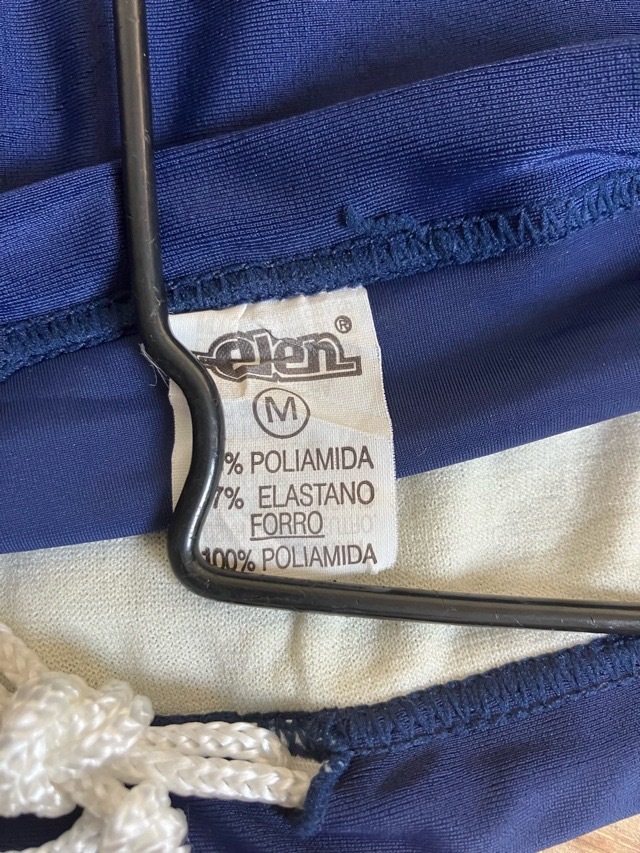 elen®
M
% POLIAMIDA
7% ELASTANO
FORRO
100% POLIAMIDA